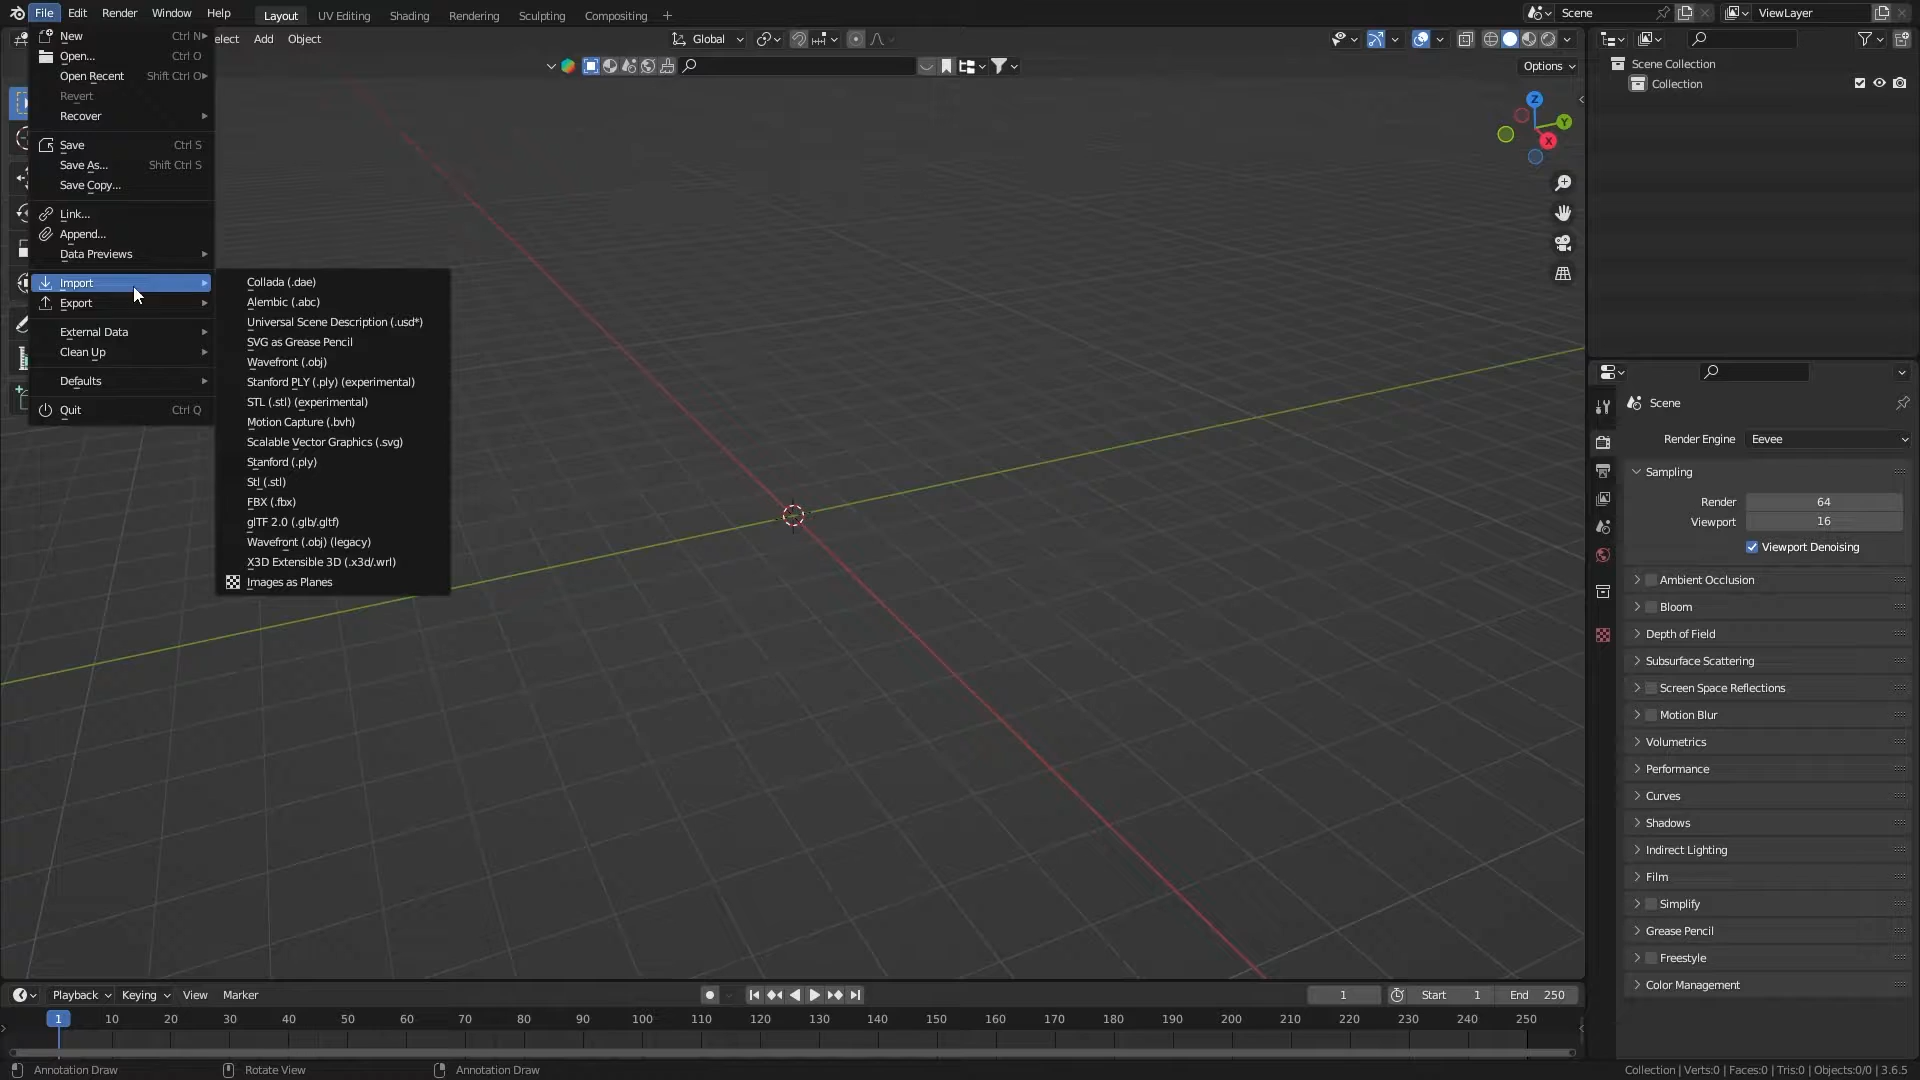 File Edit Render Window Help Layout UV Editing Shading Rendering Sculpting Compositing + Scene ViewLayer
New Ctrl N
Open... Ctrl O
Open Recent Shift Ctrl O
Revert
Recover
Save Ctrl S
Save As... Shift Ctrl S
Save Copy...
Link...
Append...
Data Previews
Import
Export
External Data
Clean Up
Defaults
Quit Ctrl Q
Collada (.dae)
Alembic (.abc)
Universal Scene Description (.usd*)
SVG as Grease Pencil
Wavefront (.obj)
Stanford PLY (.ply) (experimental)
STL (.stl) (experimental)
Motion Capture (.bvh)
Scalable Vector Graphics (.svg)
Stanford (.ply)
Stl (.stl)
FBX (.fbx)
glTF 2.0 (.glb/.gltf)
Wavefront (.obj) (legacy)
X3D Extensible 3D (.x3d/.wrl)
Images as Planes
elect Add Object Global
Options
Z
Y
X
Scene Collection
Collection
Scene
Render Engine Eevee
Sampling
Render 64
Viewport 16
Viewport Denoising
Ambient Occlusion
Bloom
Depth of Field
Subsurface Scattering
Screen Space Reflections
Motion Blur
Volumetrics
Performance
Curves
Shadows
Indirect Lighting
Film
Simplify
Grease Pencil
Freestyle
Color Management
Playback Keying View Marker 1 Start 1 End 250
1 10 20 30 40 50 60 70 80 90 100 110 120 130 140 150 160 170 180 190 200 210 220 230 240 250
Annotation Draw Rotate View Annotation Draw Collection | Verts:0 | Faces:0 | Tris:0 | Objects:0/0 | 3.6.5